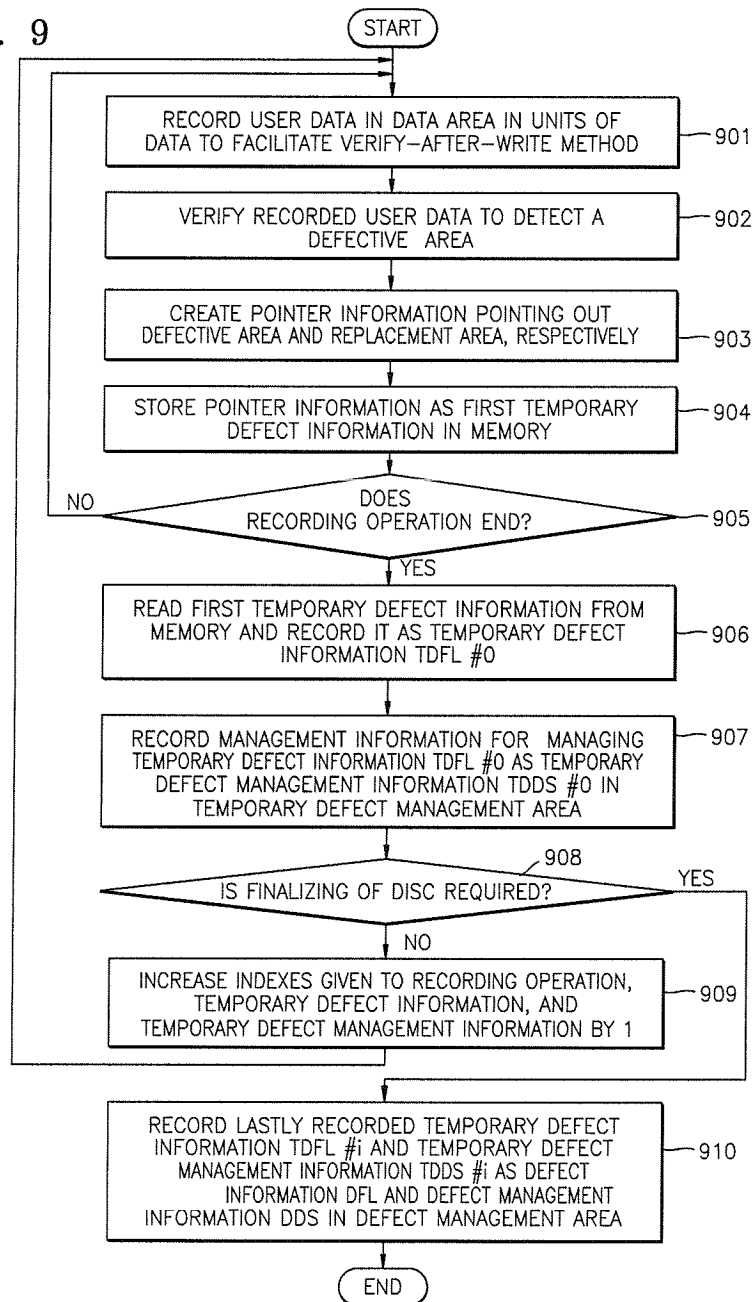 . 9
START
RECORD USER DATA IN DATA AREA IN UNITS OF
DATA TO FACILITATE VERIFY-AFTER-WRITE METHOD
901
VERIFY RECORDED USER DATA TO DETECT A
DEFECTIVE AREA
902
CREATE POINTER INFORMATION POINTING OUT
DEFECTIVE AREA AND REPLACEMENT AREA, RESPECTIVELY
903
STORE POINTER INFORMATION AS FIRST TEMPORARY
DEFECT INFORMATION IN MEMORY
904
NO
DOES
RECORDING OPERATION END?
905
YES
READ FIRST TEMPORARY DEFECT INFORMATION FROM
MEMORY AND RECORD IT AS TEMPORARY DEFECT
INFORMATION TDFL #0
906
RECORD MANAGEMENT INFORMATION FOR MANAGING
TEMPORARY DEFECT INFORMATION TDFL #0 AS TEMPORARY
DEFECT MANAGEMENT INFORMATION TDDS #0 IN
TEMPORARY DEFECT MANAGEMENT AREA
907
908
IS FINALIZING OF DISC REQUIRED?
YES
NO
INCREASE INDEXES GIVEN TO RECORDING OPERATION,
TEMPORARY DEFECT INFORMATION, AND
TEMPORARY DEFECT MANAGEMENT INFORMATION BY 1
909
RECORD LASTLY RECORDED TEMPORARY DEFECT
INFORMATION TDFL #i AND TEMPORARY DEFECT
MANAGEMENT INFORMATION TDDS #i AS DEFECT
INFORMATION DFL AND DEFECT MANAGEMENT
INFORMATION DDS IN DEFECT MANAGEMENT AREA
910
END